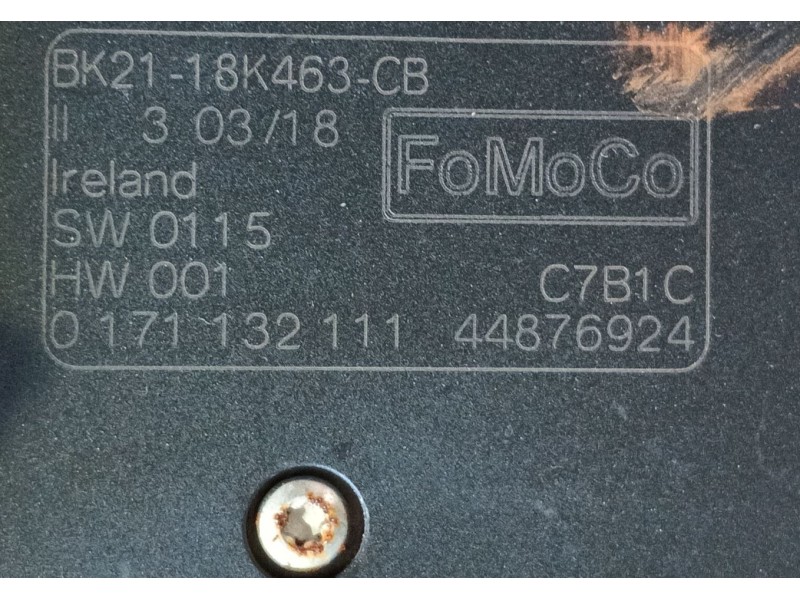 BK21-18K463-CB
II 3 03/18
FoMoCo
Ireland
SW 0115
HW 001 C7B1C
0 171 132 111 44876924